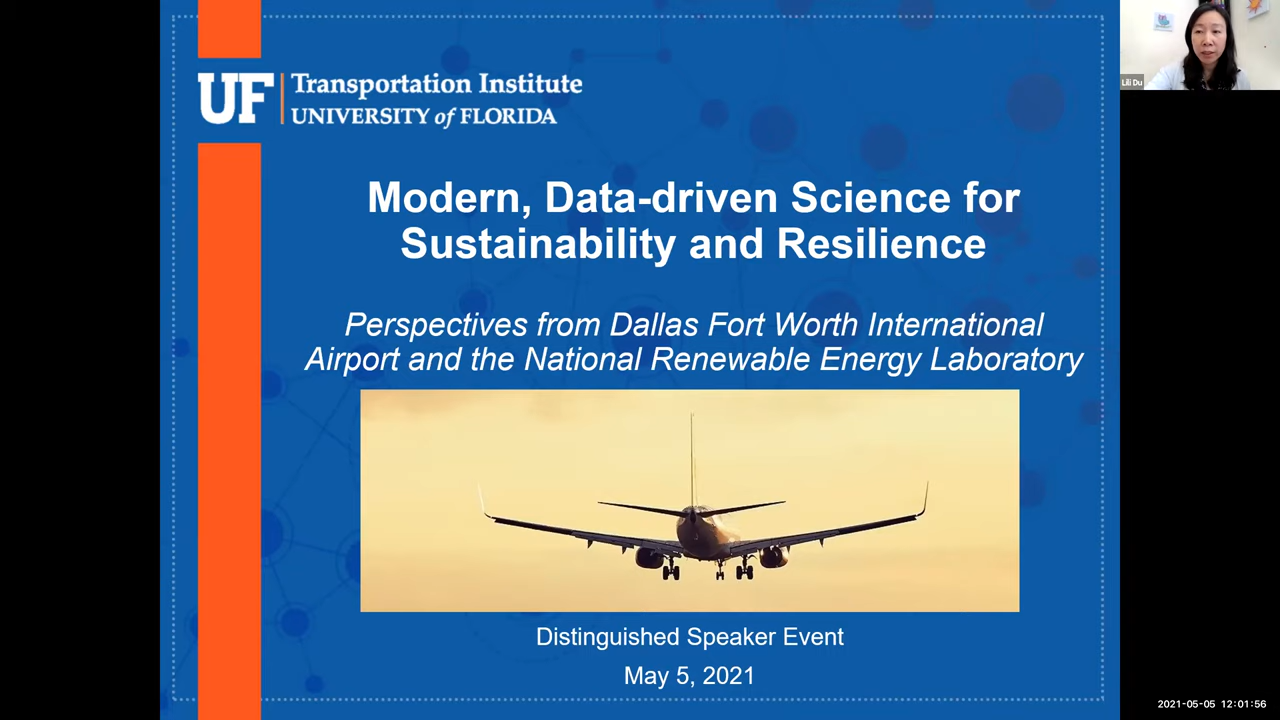 UF Transportation Institute
UNIVERSITY of FLORIDA
Modern, Data-driven Science for
Sustainability and Resilience
Perspectives from Dallas Fort Worth International
Airport and the National Renewable Energy Laboratory
Distinguished Speaker Event
May 5, 2021
Lili Du
2021-05-05 12:01:56